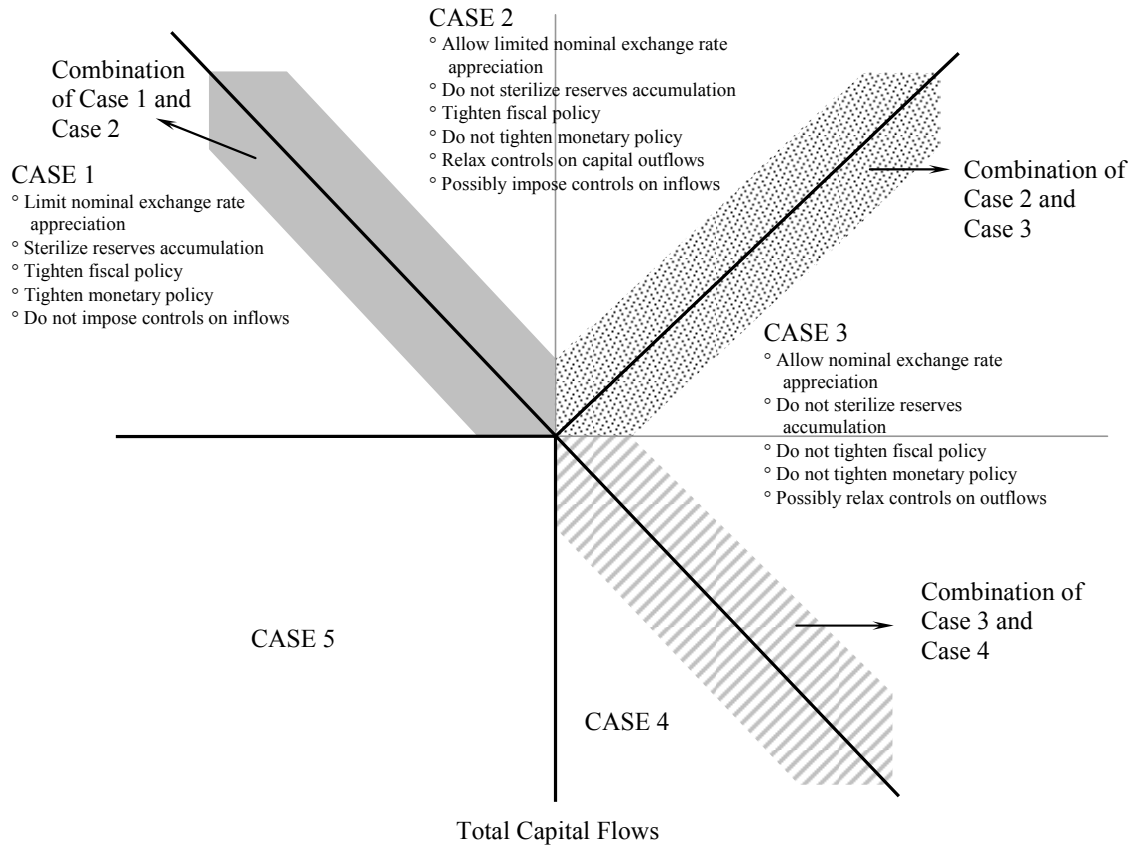 CASE 2
° Allow limited nominal exchange rate
appreciation
° Do not sterilize reserves accumulation
° Tighten fiscal policy
° Do not tighten monetary policy
° Relax controls on capital outflows
° Possibly impose controls on inflows
Combination
of Case 1 and
Case 2
CASE 1
° Limit nominal exchange rate
appreciation
° Sterilize reserves accumulation
° Tighten fiscal policy
° Tighten monetary policy
° Do not impose controls on inflows
Combination of
Case 2 and
Case 3
CASE 3
° Allow nominal exchange rate
appreciation
° Do not sterilize reserves
accumulation
° Do not tighten fiscal policy
° Do not tighten monetary policy
° Possibly relax controls on outflows
Combination of
Case 3 and
Case 4
CASE 5
CASE 4
Total Capital Flows